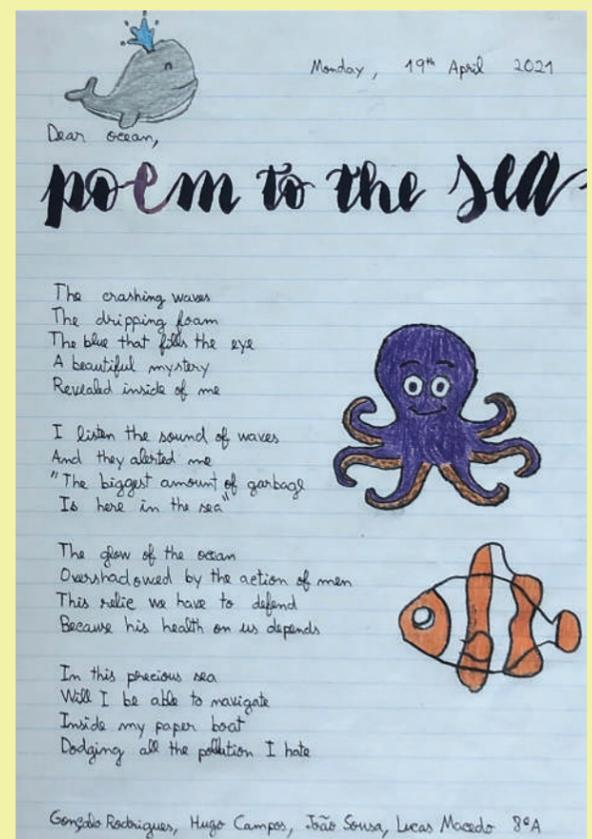 Monday, 19th April 2021
Dear ocean,
poem to the sea
The crashing waves
The dripping foam
The blue that fills the eye
A beautiful mystery
Revealed inside of me
I listen the sound of waves
And they alerted me
"The biggest amount of garbage
Is here in the sea"
The glow of the ocean
Overshadowed by the action of men
This relic we have to defend
Because his health on us depends
In this precious sea
Will I be able to navigate
Inside my paper boat
Dodging all the pollution I hate
Gonçalo Rodrigues, Hugo Campos, João Sousa, Lucas Macedo 8ºA